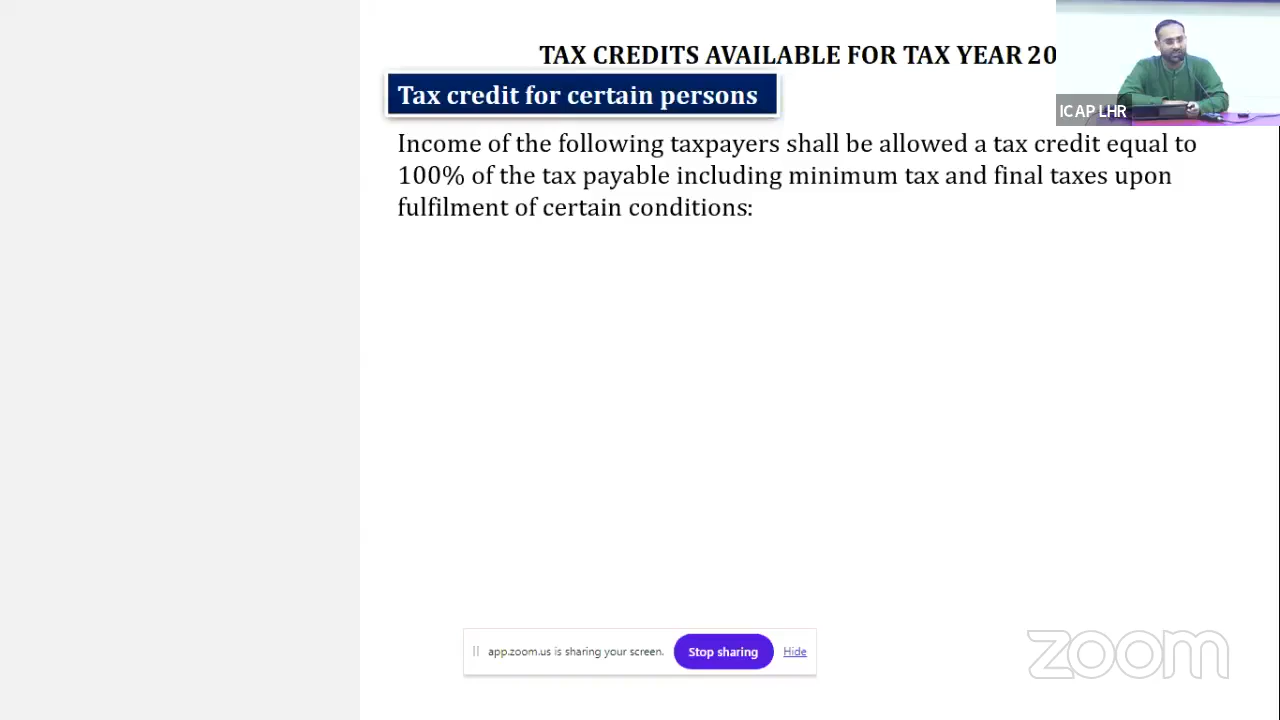 TAX CREDITS AVAILABLE FOR TAX YEAR 20
ICAP LHR
Tax credit for certain persons
Income of the following taxpayers shall be allowed a tax credit equal to
100% of the tax payable including minimum tax and final taxes upon
fulfilment of certain conditions:
app.zoom.us is sharing your screen.
Stop sharing
Hide
zoom